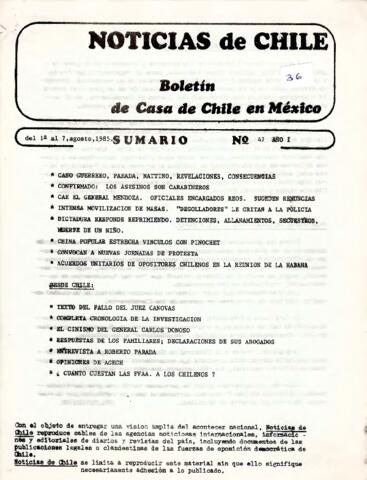 NOTICIAS de CHILE
36
Boletín
de Casa de Chile en México
del 1º al 7, agosto, 1985. SUMARIO Nº 47 AÑO I
* CASO GUERRERO, PARADA, NATTINO, REVELACIONES, CONSECUENCIAS
* CONFIRMADO: LOS ASESINOS SON CARABINEROS
* CAE EL GENERAL MENDOZA. OFICIALES ENCARGADOS REOS. SUCEDEN RENUNCIAS
* INTENSA MOVILIZACION DE MASAS. "DEGOLLADORES" LE GRITAN A LA POLICIA
* DICTADURA RESPONDE REPRIMIENDO. DETENCIONES, ALLANAMIENTOS, SECUESTROS,
MUERTE DE UN NIÑO.
* CHINA POPULAR ESTRECHA VINCULOS CON PINOCHET
* CONVOCAN A NUEVAS JORNADAS DE PROTESTA
* ACUERDOS UNITARIOS DE OPOSITORES CHILENOS EN LA REUNION DE LA HABANA
DESDE CHILE:
* TEXTO DEL FALLO DEL JUEZ CANOVAS
* COMPLETA CRONOLOGIA DE LA INVESTIGACION
* EL CINISMO DEL GENERAL CARLOS DONOSO
* RESPUESTAS DE LOS FAMILIARES; DECLARACIONES DE SUS ABOGADOS
* ENTREVISTA A ROBERTO PARADA
* OPINIONES DE AGECH
* ¿ CUANTO CUESTAN LAS FFAA. A LOS CHILENOS ?
Con el objeto de entregar una vision amplia del acontecer nacional, Noticias de
Chile reproduce cables de las agencias noticiosas internacionales, informacio-
nes y editoriales de diarios y revistas del país, incluyendo documentos de las
publicaciones legales o clandestinas de las fuerzas de oposición democrática de
Chile.
Noticias de Chile se limita a reproducir este material sin que ello signifique
necesariamente adhesión a lo publicado.